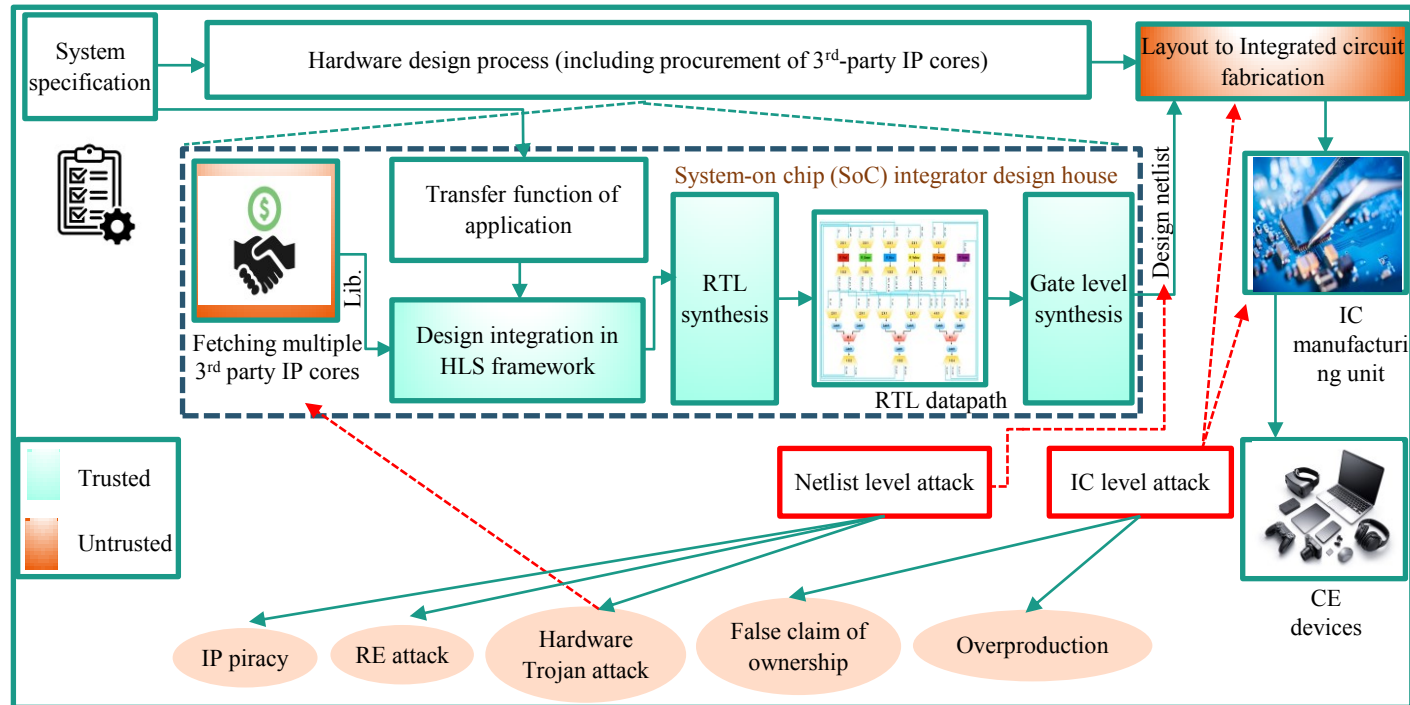 System
specification
Hardware design process (including procurement of 3rd-party IP cores)
Layout to Integrated circuit
fabrication
System-on chip (SoC) integrator design house
Transfer function of
application
Lib.
Fetching multiple
3rd party IP cores
Design integration in
HLS framework
RTL
synthesis
RTL datapath
Gate level
synthesis
Design netlist
IC
manufacturi
ng unit
Trusted
Untrusted
Netlist level attack
IC level attack
CE
devices
IP piracy
RE attack
Hardware
Trojan attack
False claim of
ownership
Overproduction